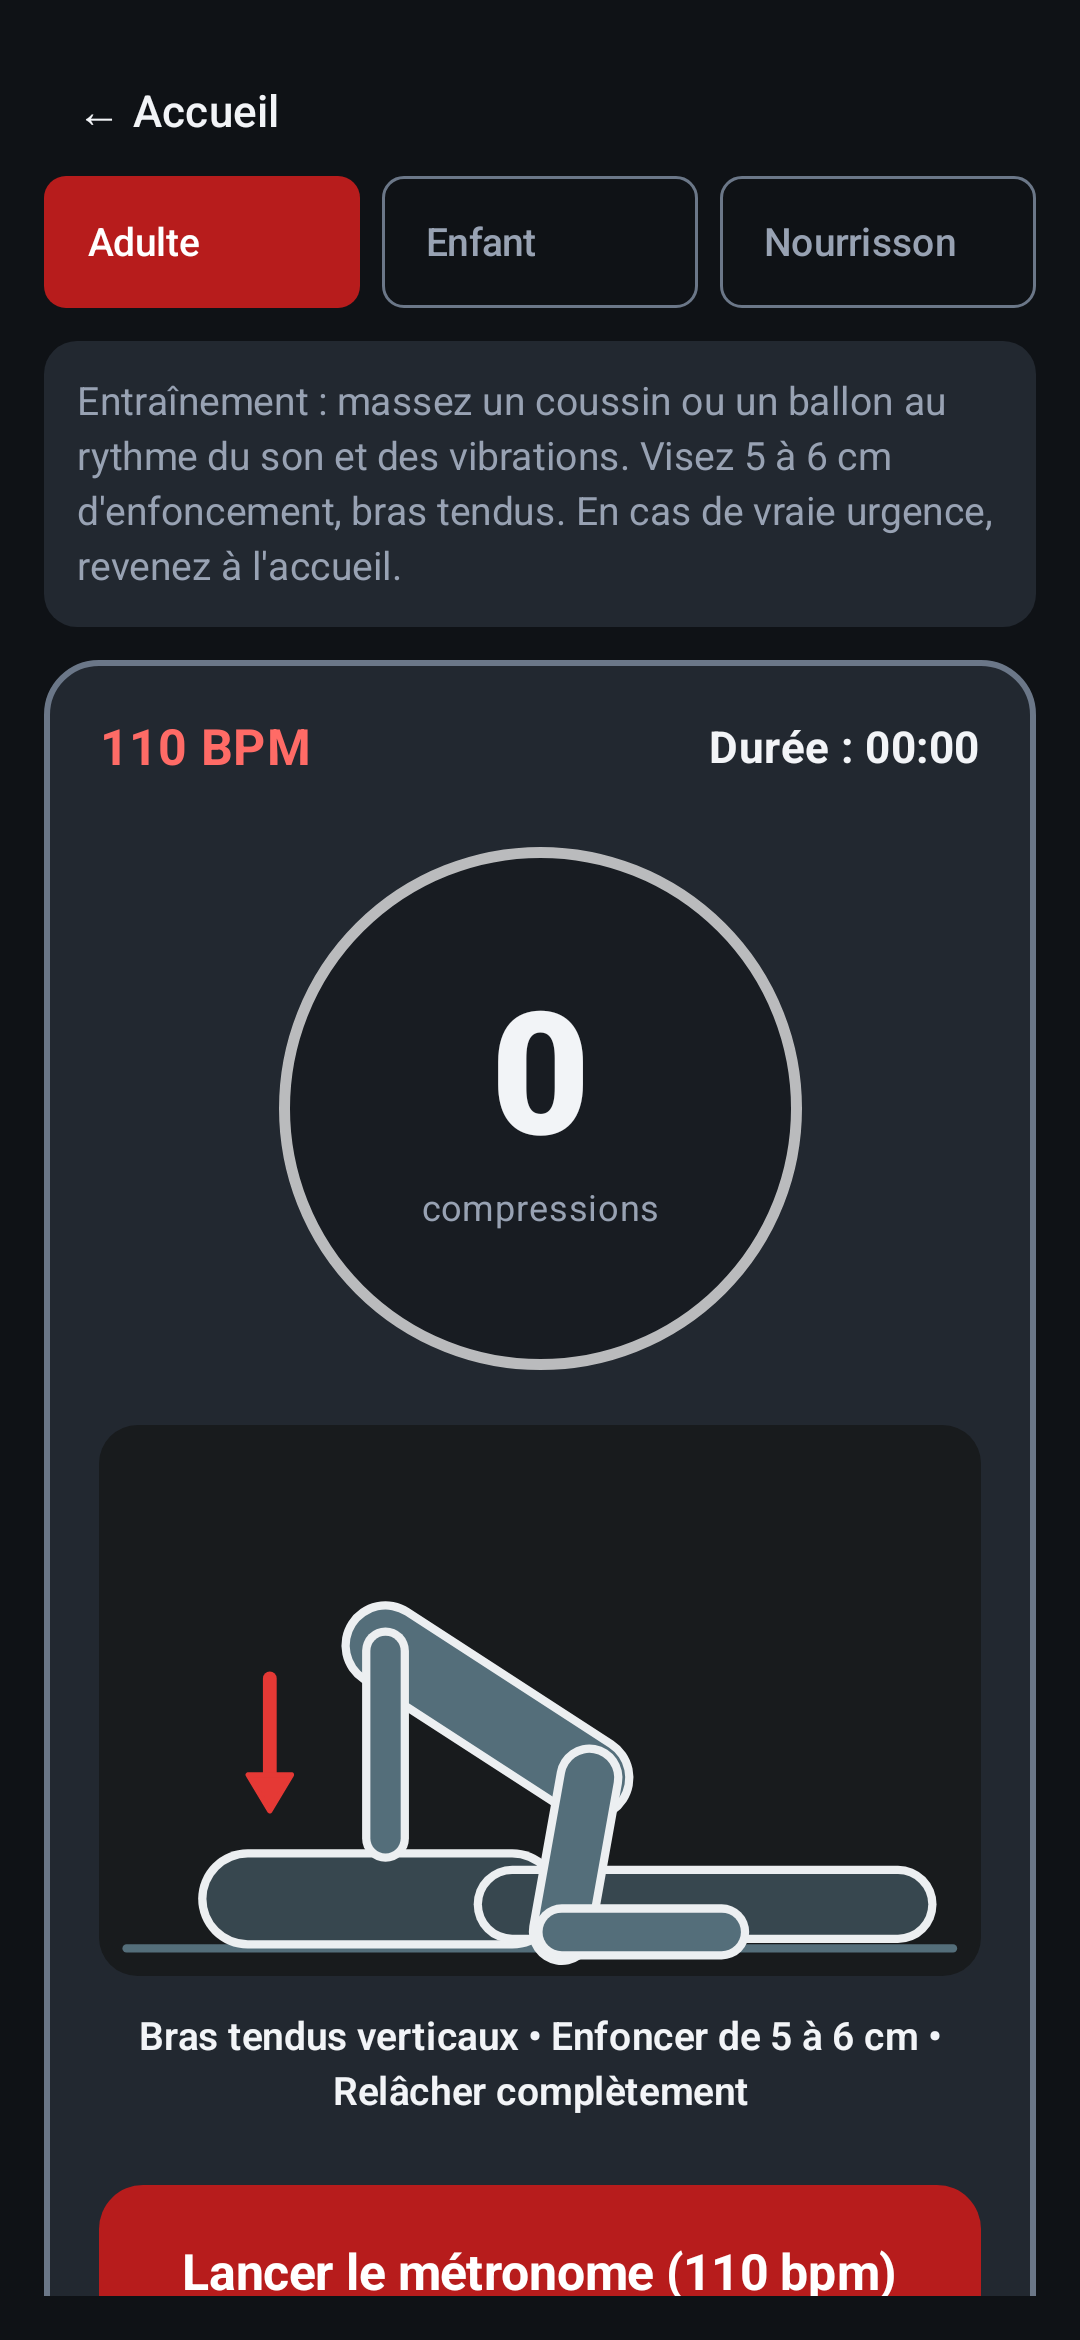 ← Accueil
Adulte
Enfant
Nourrisson
Entraînement : massez un coussin ou un ballon au
rythme du son et des vibrations. Visez 5 à 6 cm
d'enfoncement, bras tendus. En cas de vraie urgence,
revenez à l'accueil.
110 BPM
Durée : 00:00
0
compressions
Bras tendus verticaux • Enfoncer de 5 à 6 cm •
Relâcher complètement
Lancer le métronome (110 bpm)